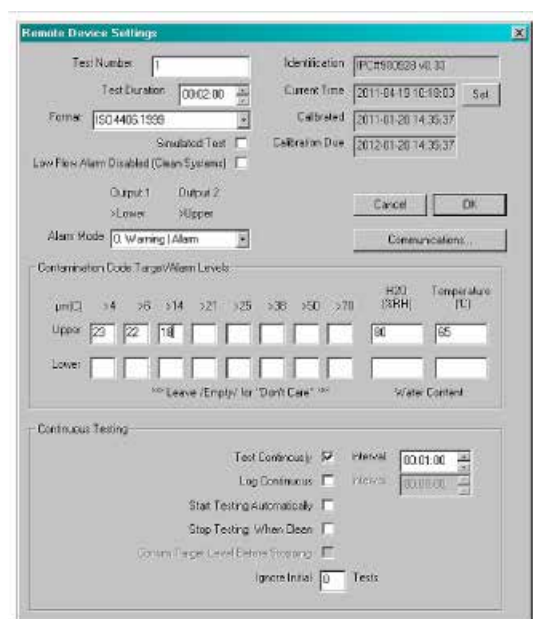 Remote Device Settings
Test Number 1
Identification
Test Duration 00:02:00
Current Time 2011-04-19 10:19:03 Set
Format ISO4406:1999
Calibrated 2011-01-20 14:35:37
Simulated Test
Calibration Due 2012-01-20 14:35:37
Low Flow Alarm Disabled (Clean Systems)
Output 1 Output 2
>Lower >Upper
Cancel OK
Alarm Mode 0. Warning | Alarm
Communications...
Contamination Code Target/Alarm Levels
H2O Temperature
µm(C) >4 >6 >14 >21 >25 >38 >50 >70 (%RH) (°C)
Upper 23 22 18 80 65
Lower
*** Leave /Empty/ for "Don't Care" *** Water Content
Continuous Testing
Test Continously Interval 00:01:00
Log Continuous Interval 00:00:00
Start Testing Automatically
Stop Testing When Clean
Confirm Target Level Before Stopping
Ignore Initial 0 Tests